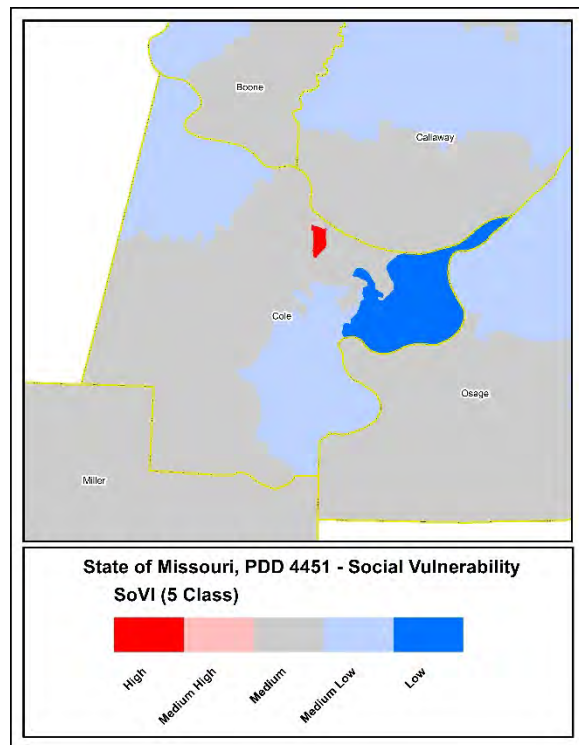 Boone
Callaway
Cole
Osage
Miller
State of Missouri, PDD 4451 - Social Vulnerability
SoVI (5 Class)
High
Medium High
Medium
Medium Low
Low